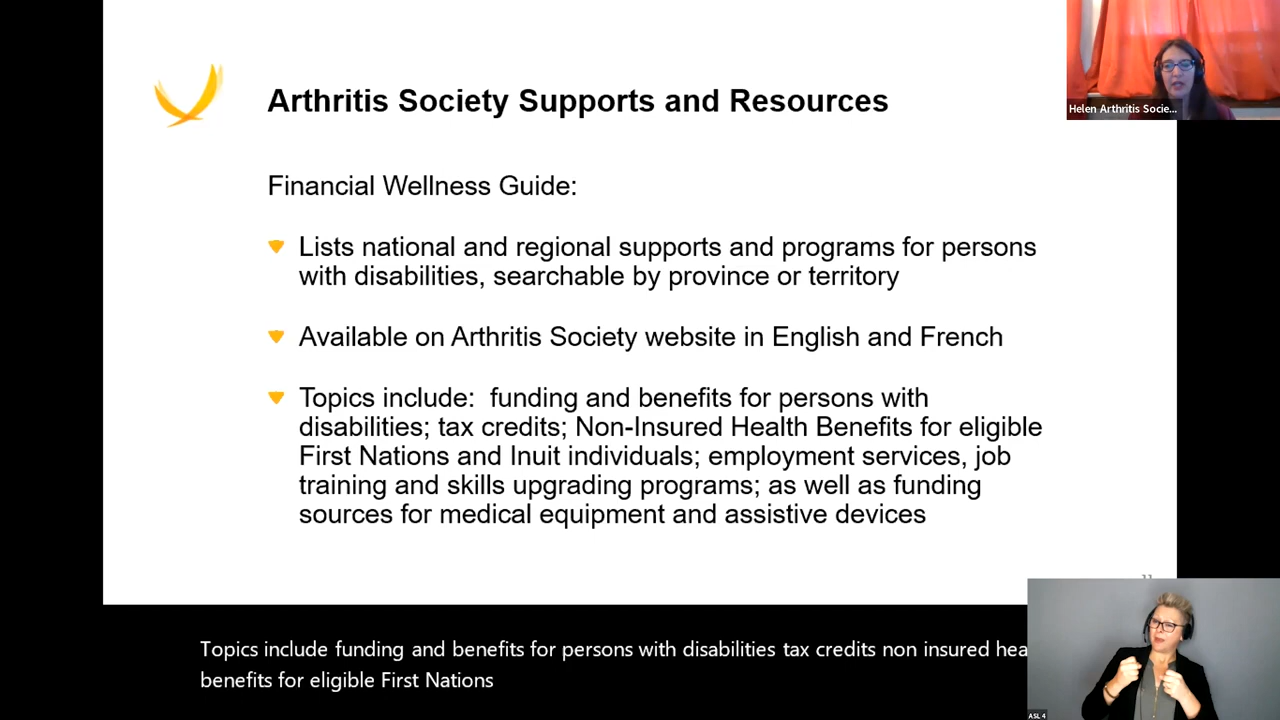 Arthritis Society Supports and Resources
Helen Arthritis Socie...
Financial Wellness Guide:
Lists national and regional supports and programs for persons
with disabilities, searchable by province or territory
Available on Arthritis Society website in English and French
Topics include:  funding and benefits for persons with
disabilities; tax credits; Non-Insured Health Benefits for eligible
First Nations and Inuit individuals; employment services, job
training and skills upgrading programs; as well as funding
sources for medical equipment and assistive devices
Topics include funding and benefits for persons with disabilities tax credits non insured hea
benefits for eligible First Nations
ASL 4